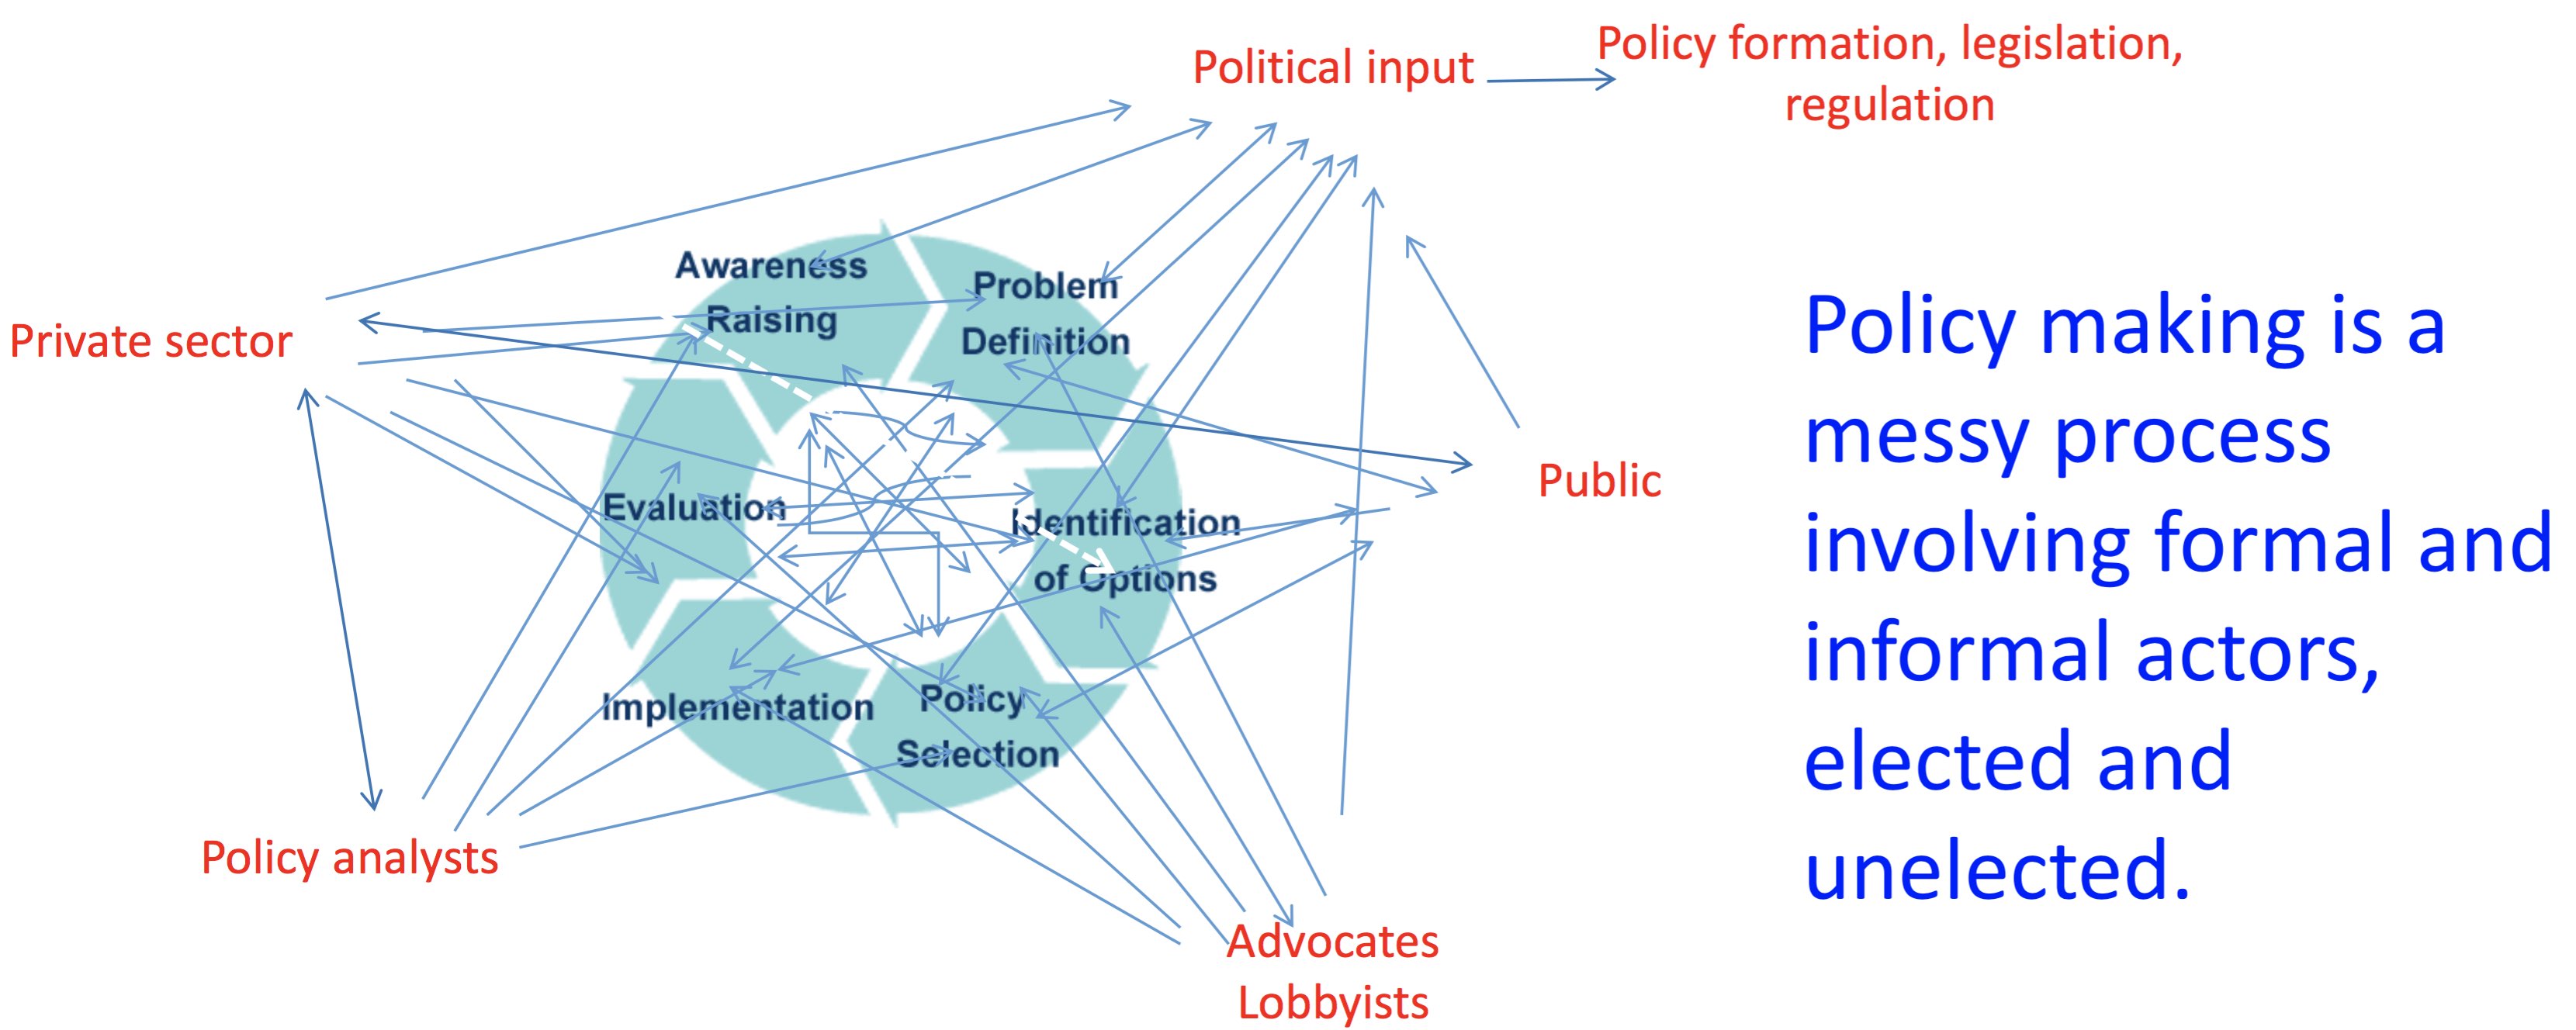 Political input
Policy formation, legislation,
regulation
Awareness
Raising
Problem
Definition
Private sector
Public
Evaluation
Identification
of Options
Implementation
Policy
Selection
Policy analysts
Advocates
Lobbyists
Policy making is a
messy process
involving formal and
informal actors,
elected and
unelected.